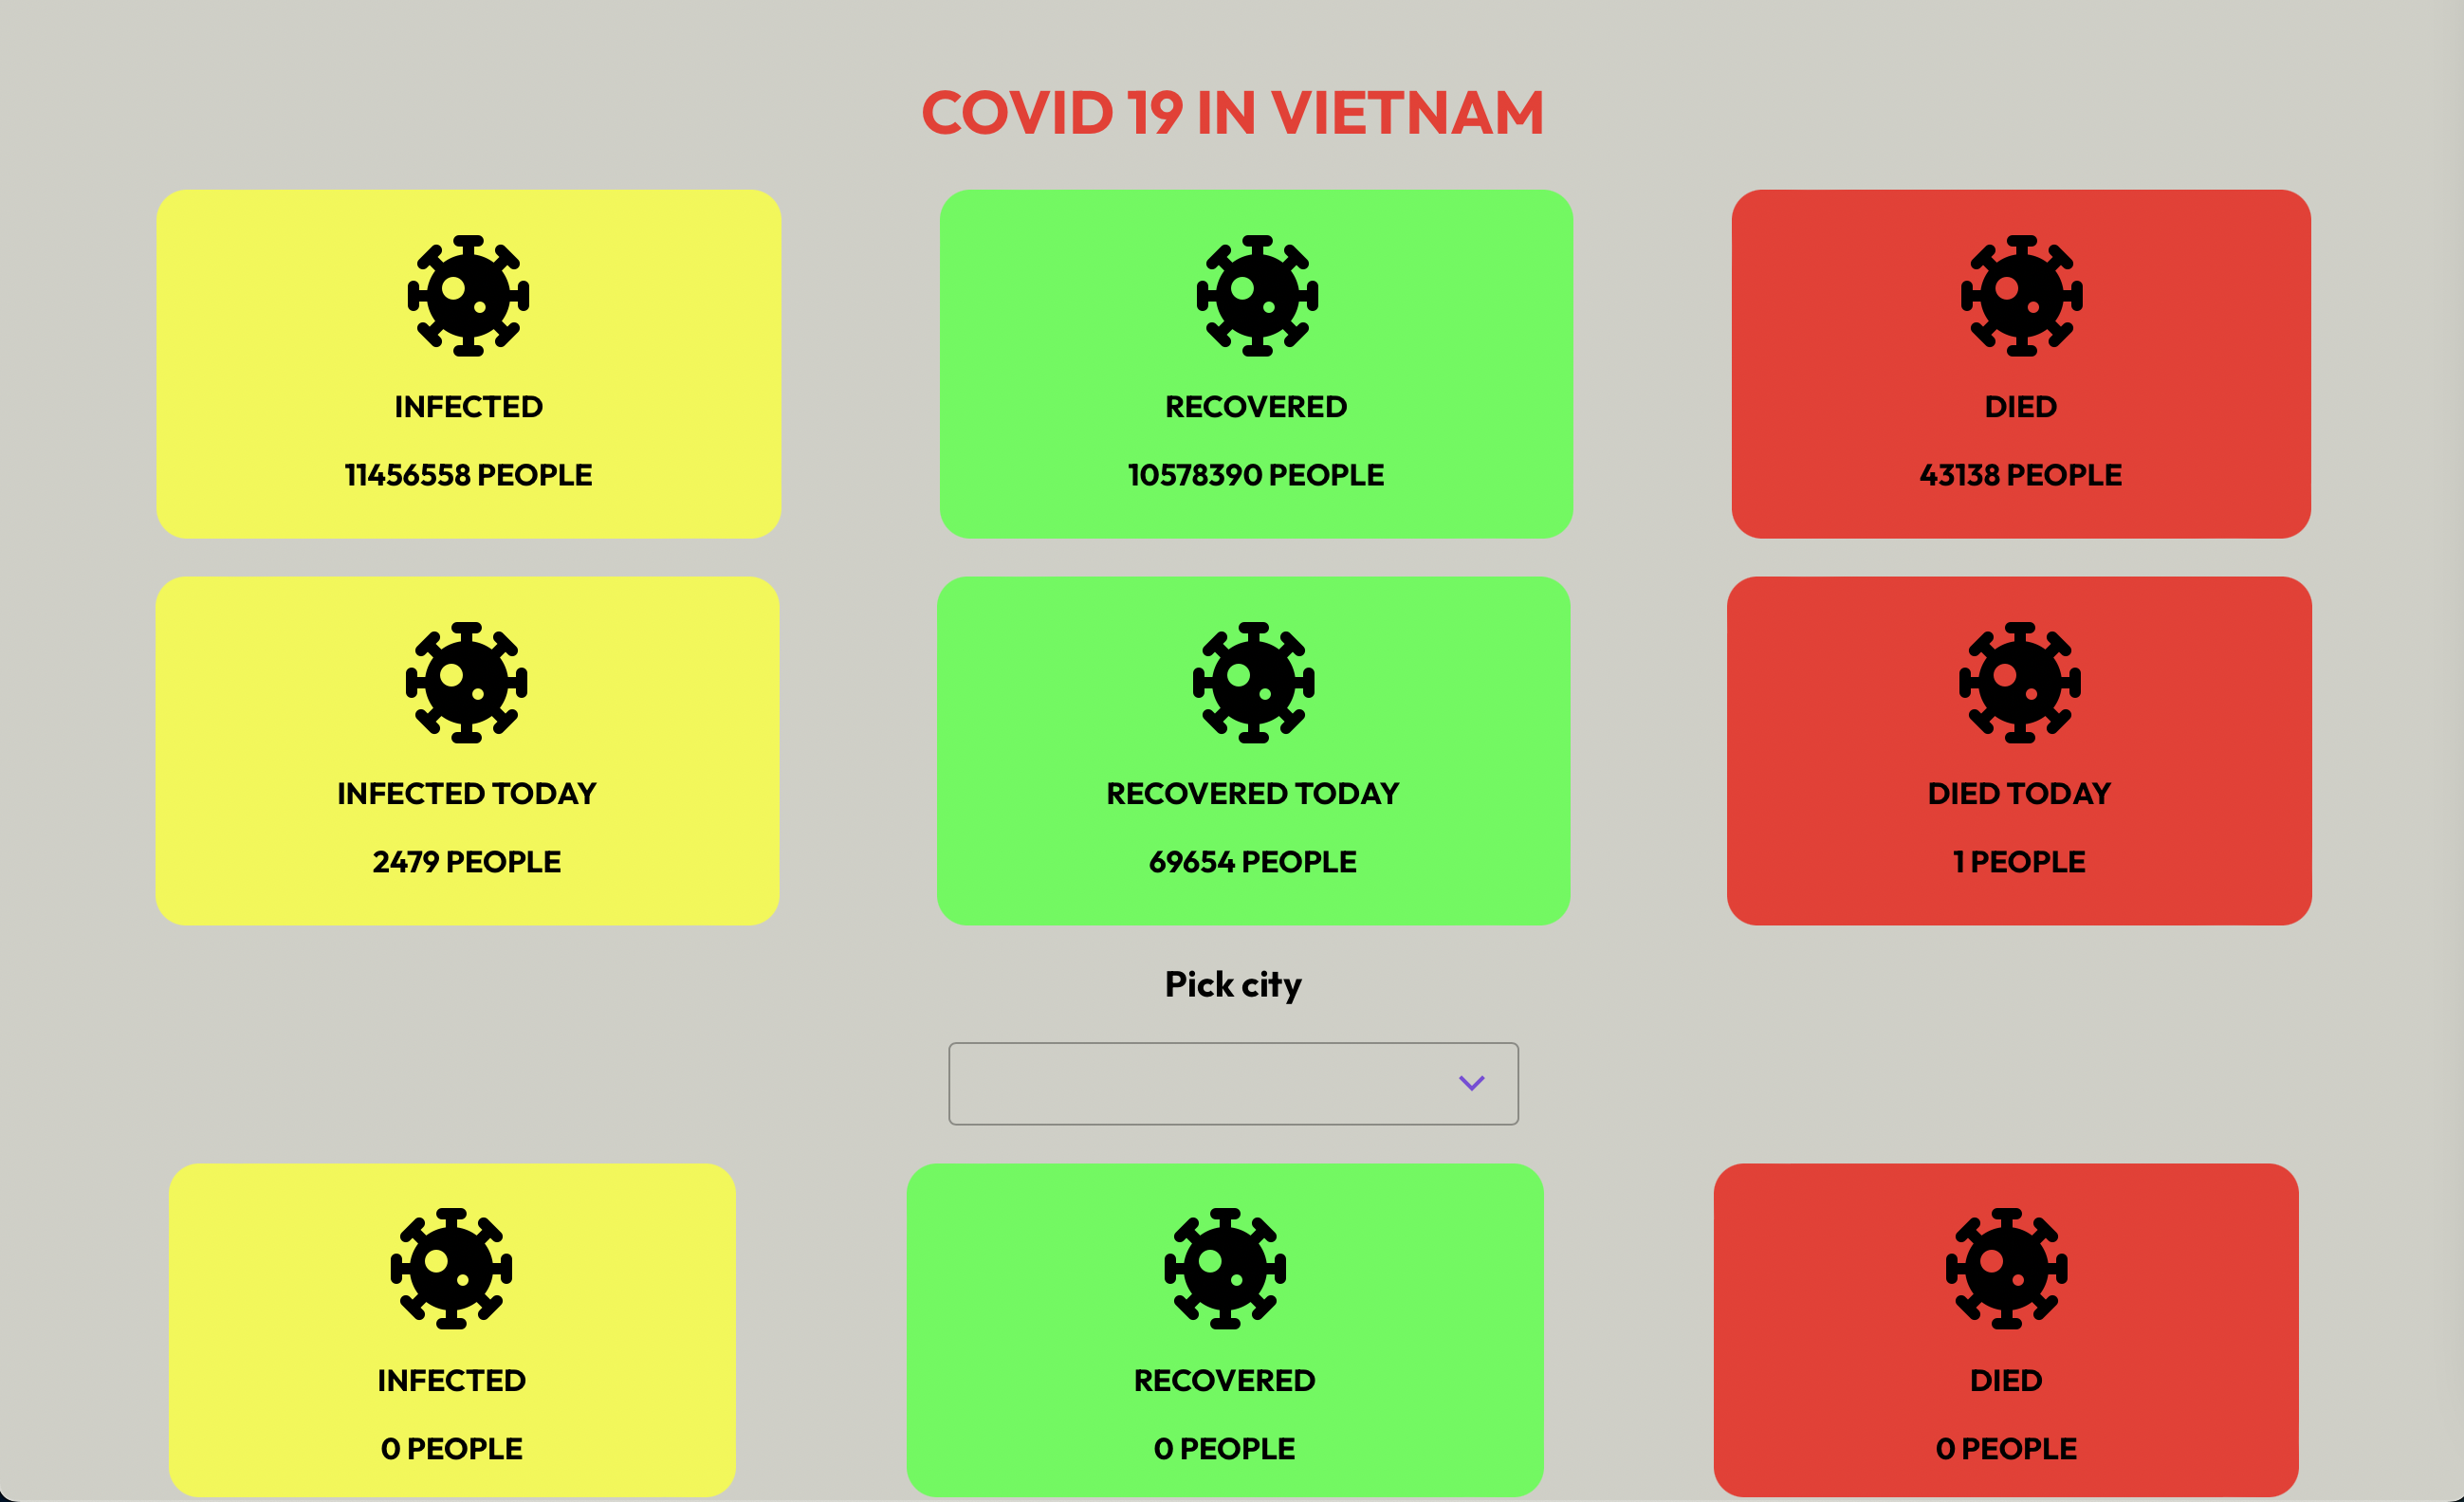 COVID 19 IN VIETNAM
INFECTED
11456558 PEOPLE
RECOVERED
10578390 PEOPLE
DIED
43138 PEOPLE
INFECTED TODAY
2479 PEOPLE
RECOVERED TODAY
69654 PEOPLE
DIED TODAY
1 PEOPLE
Pick city
INFECTED
0 PEOPLE
RECOVERED
0 PEOPLE
DIED
0 PEOPLE